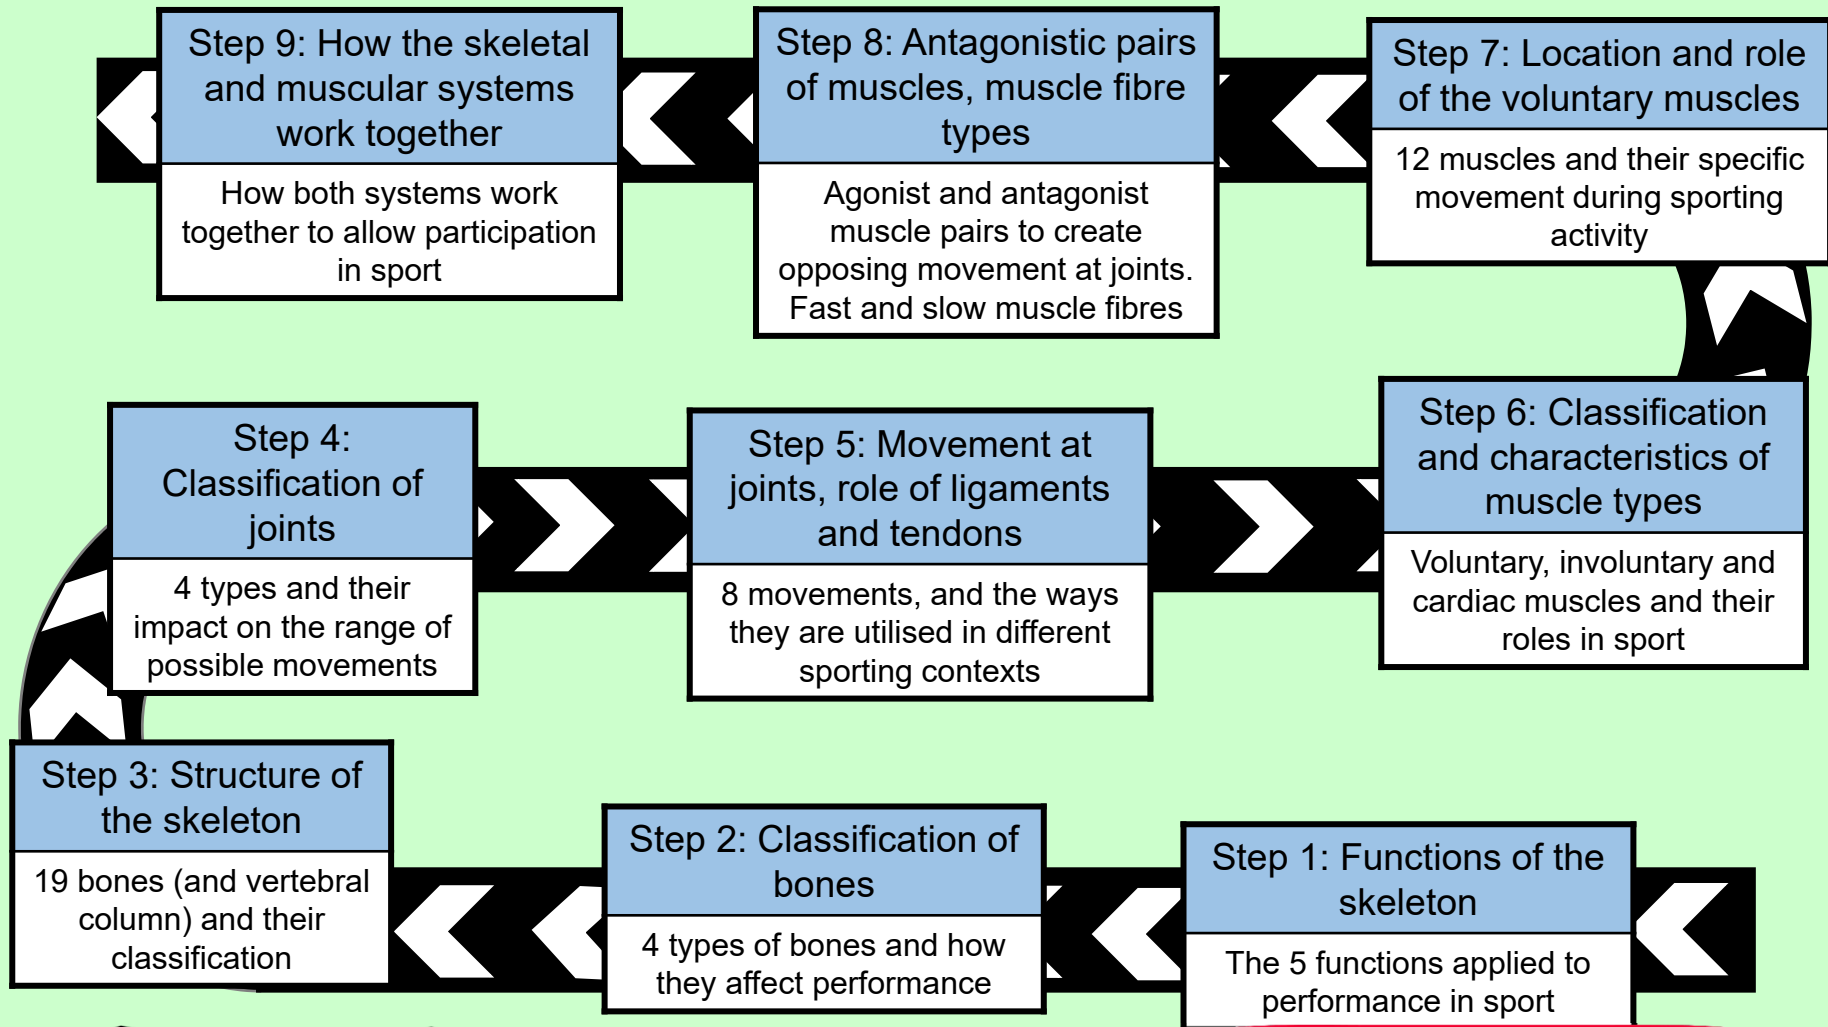 Step 9: How the skeletal
and muscular systems
work together
How both systems work
together to allow participation
in sport
Step 8: Antagonistic pairs
of muscles, muscle fibre
types
Agonist and antagonist
muscle pairs to create
opposing movement at joints.
Fast and slow muscle fibres
Step 7: Location and role
of the voluntary muscles
12 muscles and their specific
movement during sporting
activity
Step 4:
Classification of
joints
4 types and their
impact on the range of
possible movements
Step 5: Movement at
joints, role of ligaments
and tendons
8 movements, and the ways
they are utilised in different
sporting contexts
Step 6: Classification
and characteristics of
muscle types
Voluntary, involuntary and
cardiac muscles and their
roles in sport
Step 3: Structure of
the skeleton
19 bones (and vertebral
column) and their
classification
Step 2: Classification of
bones
4 types of bones and how
they affect performance
Step 1: Functions of the
skeleton
The 5 functions applied to
performance in sport